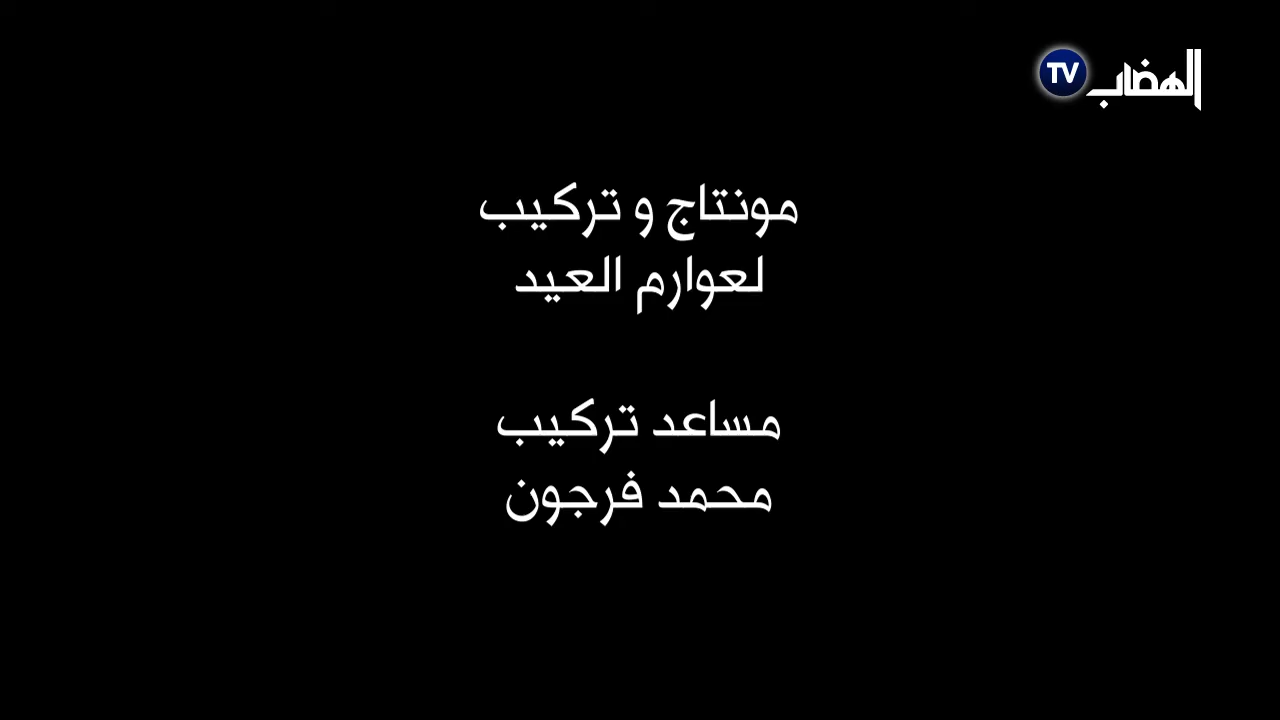 الهضاب TV
مونتاج و تركيب
لعوارم العيد
مساعد تركيب
محمد فرجون